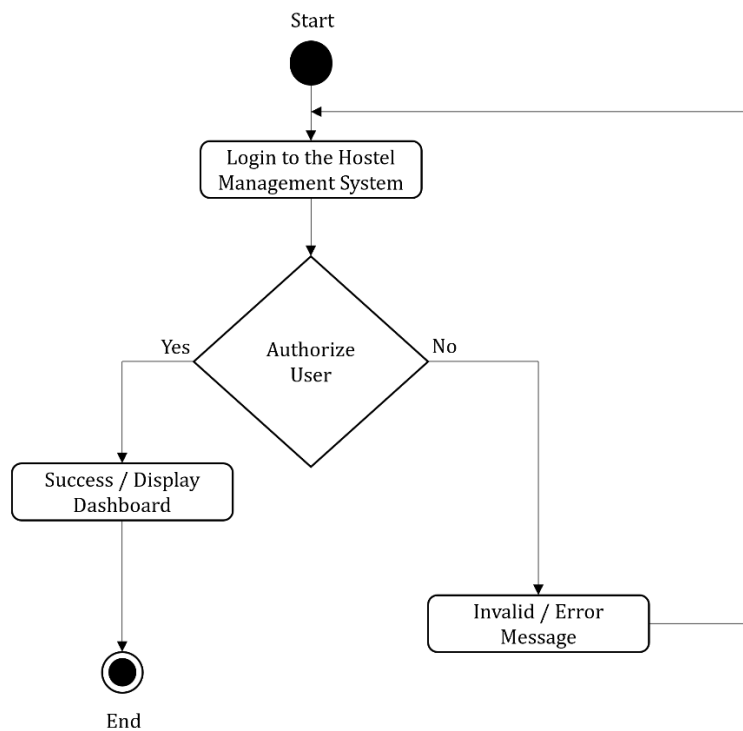 Start
Login to the Hostel
Management System
Yes
Authorize
User
No
Success / Display
Dashboard
Invalid / Error
Message
End